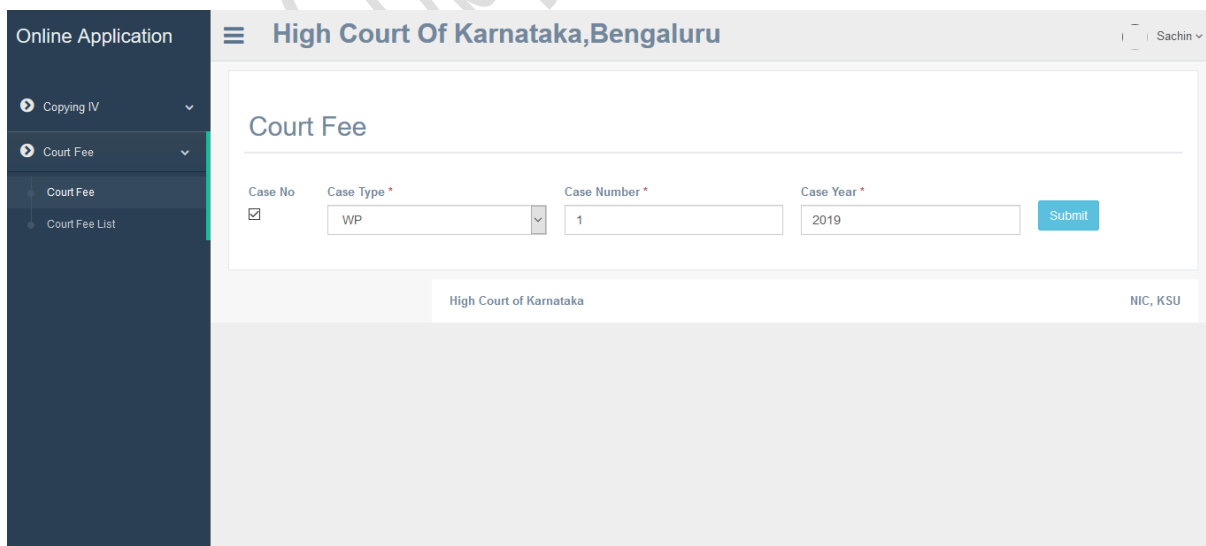 Online Application
High Court Of Karnataka,Bengaluru
Sachin
Copying IV
Court Fee
Court Fee
Court Fee List
Court Fee
Case No Case Type * Case Number * Case Year *
WP 1 2019 Submit
High Court of Karnataka NIC, KSU